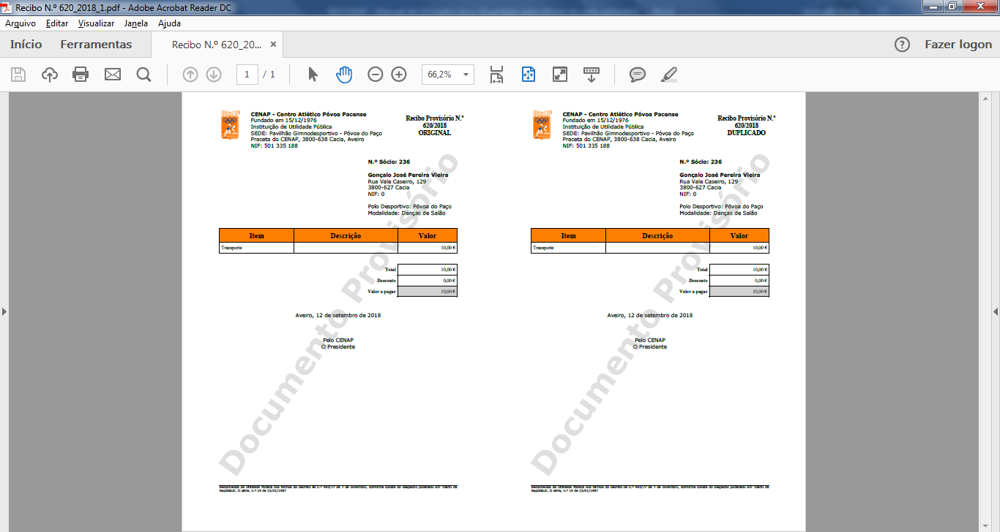 Recibo N.º 620_2018_1.pdf - Adobe Acrobat Reader DC
Arquivo Editar Visualizar Janela Ajuda
Início Ferramentas Recibo N.º 620_20... × Fazer logon
1 / 1 66,2%
CENAP - Centro Atlético Póvoa Pacense
Fundado em 15/12/1976
Instituição de Utilidade Pública
SEDE: Pavilhão Gimnodesportivo - Póvoa do Paço
Praceta do CENAP, 3800-638 Cacia, Aveiro
NIF: 501 335 188
Recibo Provisório N.º
620/2018
ORIGINAL
N.º Sócio: 236
Gonçalo José Pereira Vieira
Rua Vale Caseiro, 129
3800-627 Cacia
NIF: 0
Polo Desportivo: Póvoa do Paço
Modalidade: Danças de Salão
Item Descrição Valor
Transporte 10,00 €
Total 10,00 €
Desconto 0,00 €
Valor a pagar 10,00 €
Aveiro, 12 de setembro de 2018
Pelo CENAP
O Presidente
Documento Provisório
Reconhecida de Utilidade Pública nos termos do decreto lei n.º 460/77 de 7 de novembro, conforme consta do despacho publicado em "Diário da
República", II série, n.º 19 de 23/01/1987
CENAP - Centro Atlético Póvoa Pacense
Fundado em 15/12/1976
Instituição de Utilidade Pública
SEDE: Pavilhão Gimnodesportivo - Póvoa do Paço
Praceta do CENAP, 3800-638 Cacia, Aveiro
NIF: 501 335 188
Recibo Provisório N.º
620/2018
DUPLICADO
N.º Sócio: 236
Gonçalo José Pereira Vieira
Rua Vale Caseiro, 129
3800-627 Cacia
NIF: 0
Polo Desportivo: Póvoa do Paço
Modalidade: Danças de Salão
Item Descrição Valor
Transporte 10,00 €
Total 10,00 €
Desconto 0,00 €
Valor a pagar 10,00 €
Aveiro, 12 de setembro de 2018
Pelo CENAP
O Presidente
Documento Provisório
Reconhecida de Utilidade Pública nos termos do decreto lei n.º 460/77 de 7 de novembro, conforme consta do despacho publicado em "Diário da
República", II série, n.º 19 de 23/01/1987